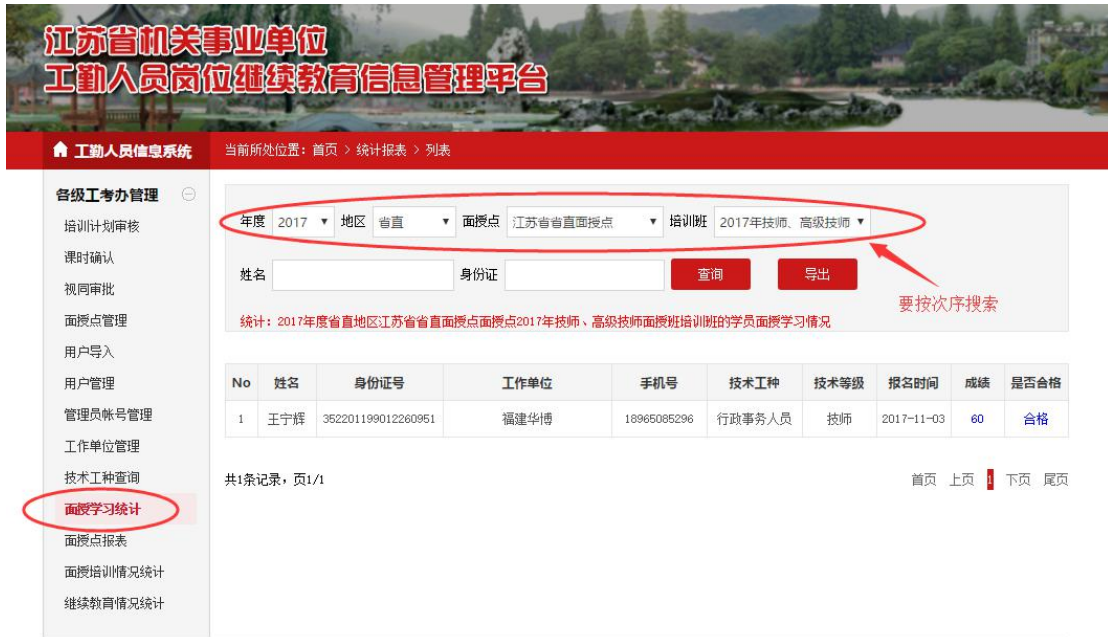 江苏省机关事业单位
工勤人员岗位继续教育信息管理平台
工勤人员信息系统
当前所处位置：首页 > 统计报表 > 列表
各级工考办管理
培训计划审核
课时确认
视同审批
面授点管理
用户导入
用户管理
管理员帐号管理
工作单位管理
技术工种查询
面授学习统计
面授点报表
面授培训情况统计
继续教育情况统计
年度 2017 地区 省直 面授点 江苏省省直面授点 培训班 2017年技师、高级技师
姓名 身份证 查询 导出
要按次序搜索
统计：2017年度省直地区江苏省省直面授点面授点2017年技师、高级技师面授班培训班的学员面授学习情况
No 姓名 身份证号 工作单位 手机号 技术工种 技术等级 报名时间 成绩 是否合格
1 王宁辉 352201199012260951 福建华博 18965085296 行政事务人员 技师 2017-11-03 60 合格
共1条记录，页1/1
首页 上页 1 下页 尾页